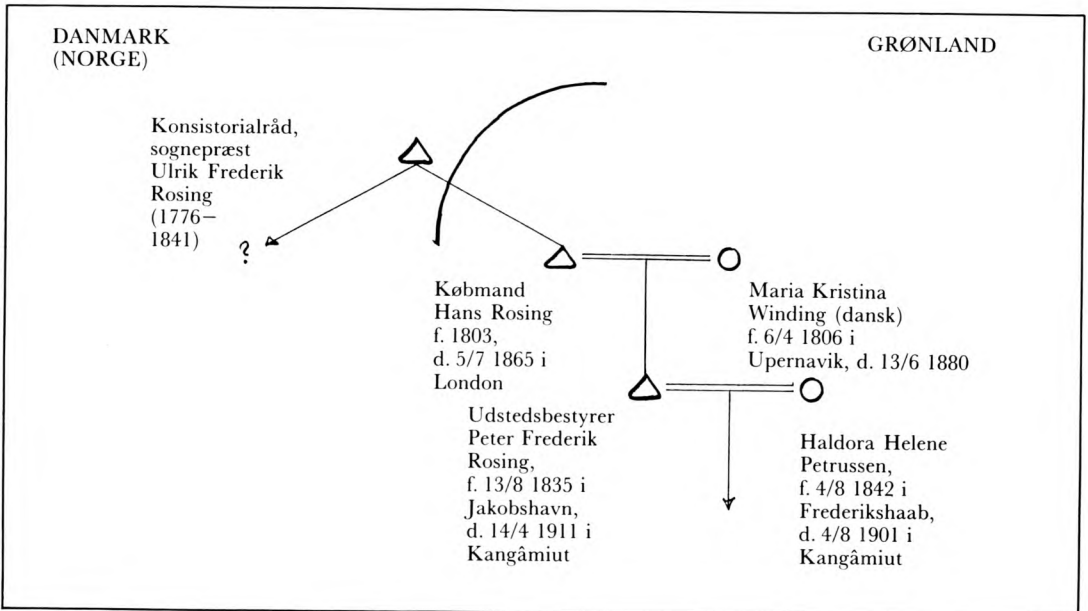 DANMARK
(NORGE)
GRØNLAND
Konsistorialråd,
sognepræst
Ulrik Frederik
Rosing
(1776–
1841)
?
Købmand
Hans Rosing
f. 1803,
d. 5/7 1865 i
London
Maria Kristina
Winding (dansk)
f. 6/4 1806 i
Upernavik, d. 13/6 1880
Udstedsbestyrer
Peter Frederik
Rosing,
f. 13/8 1835 i
Jakobshavn,
d. 14/4 1911 i
Kangâmiut
Haldora Helene
Petrussen,
f. 4/8 1842 i
Frederikshaab,
d. 4/8 1901 i
Kangâmiut